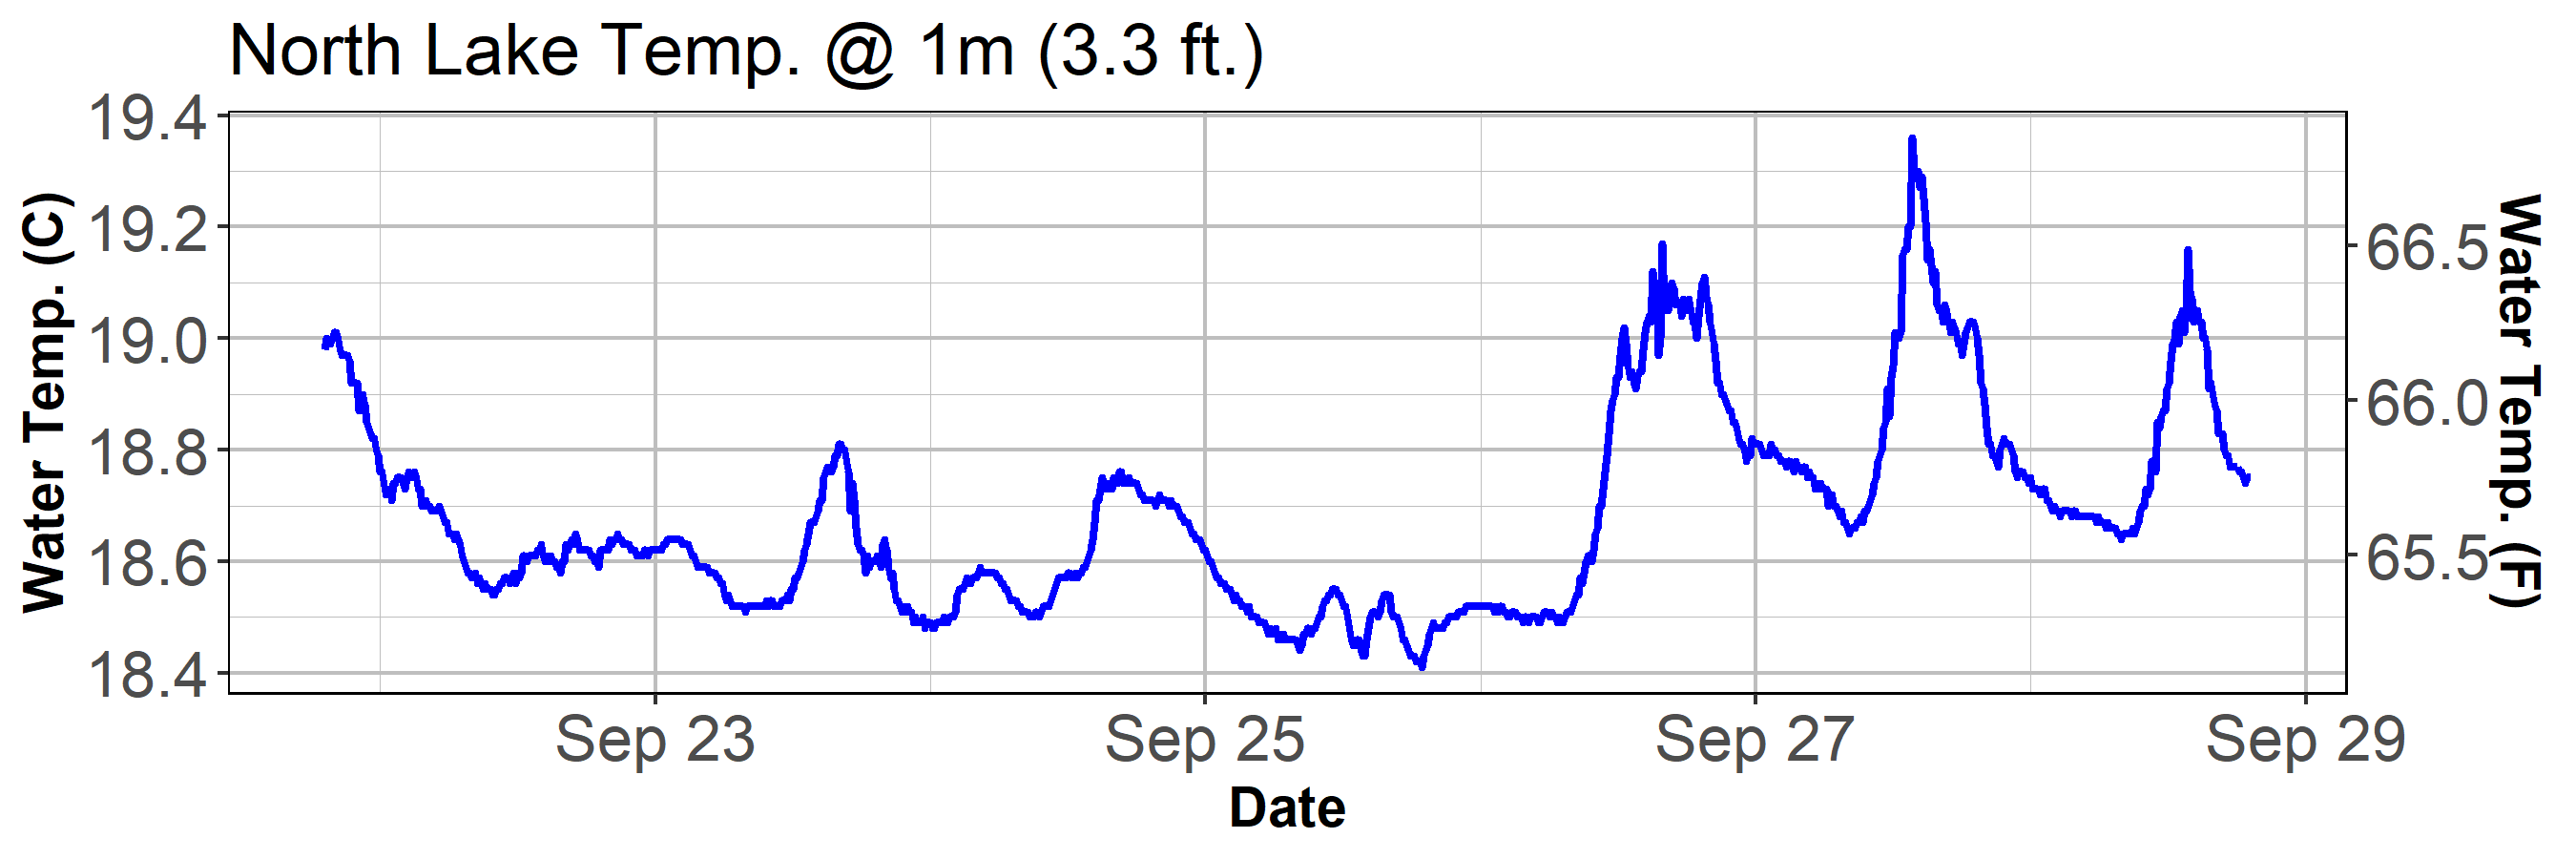 North Lake Temp. @ 1m (3.3 ft.)
Water Temp. (C)
19.4
19.2
19.0
18.8
18.6
18.4
66.5
66.0
65.5
Water Temp. (F)
Sep 23
Sep 25
Sep 27
Sep 29
Date